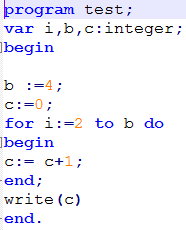 program test;
var i,b,c:integer;
begin
b :=4;
c:=0;
for i:=2 to b do
begin
c:= c+1;
end;
write(c)
end.